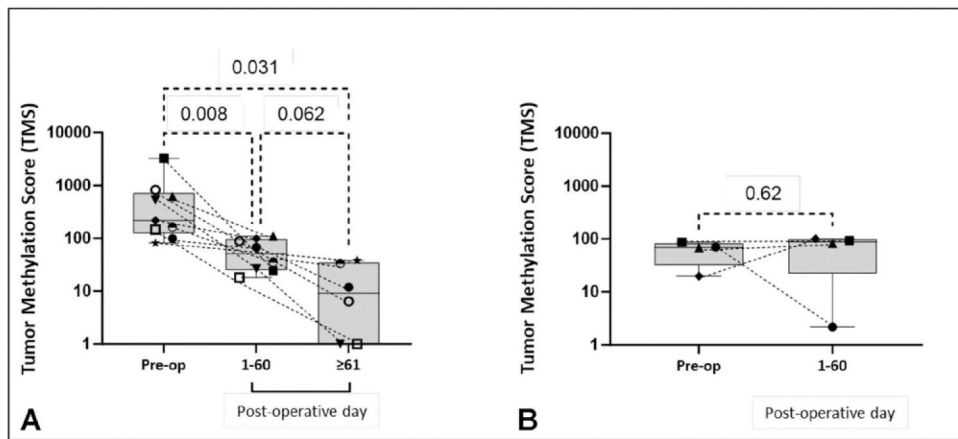 0.031
0.008
0.062
Tumor Methylation Score (TMS)
10000
1000
100
10
1
Pre-op
1-60
≥61
Post-operative day
A
0.62
Tumor Methylation Score (TMS)
10000
1000
100
10
1
Pre-op
1-60
Post-operative day
B